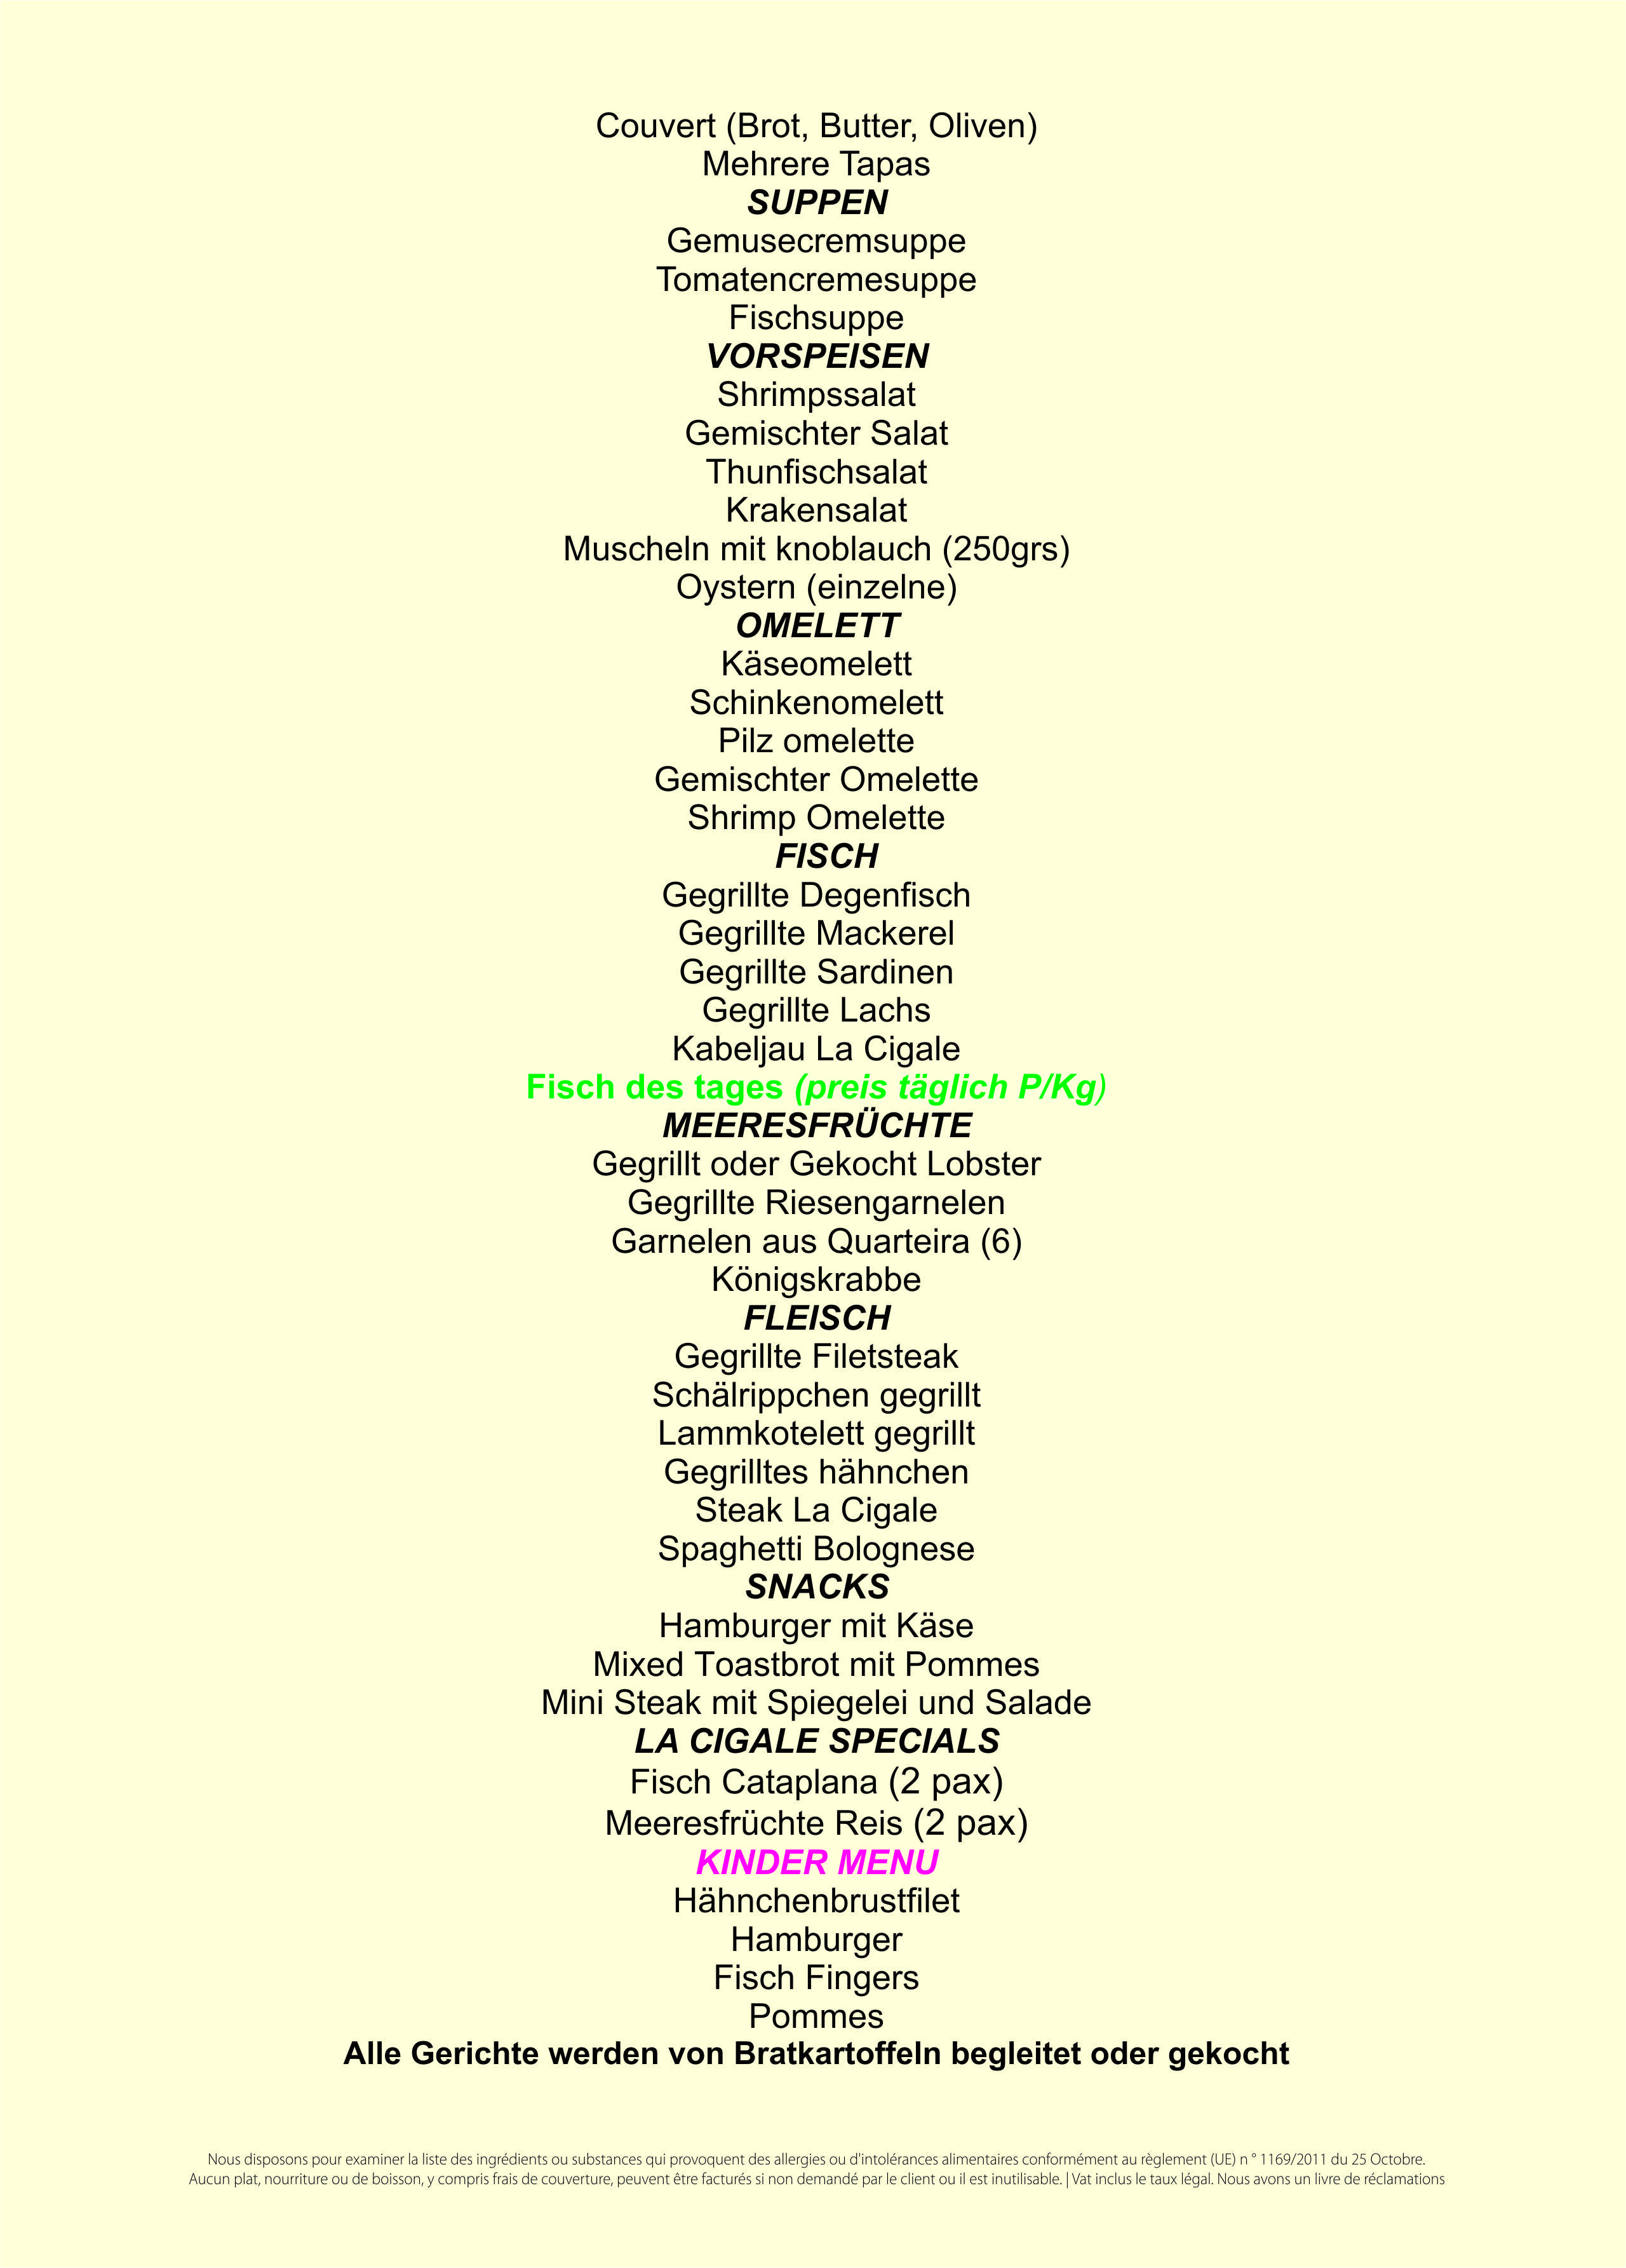 Couvert (Brot, Butter, Oliven)
Mehrere Tapas
SUPPEN
Gemusecremsuppe
Tomatencremesuppe
Fischsuppe
VORSPEISEN
Shrimpssalat
Gemischter Salat
Thunfischsalat
Krakensalat
Muscheln mit knoblauch (250grs)
Oystern (einzelne)
OMELETT
Käseomelett
Schinkenomelett
Pilz omelette
Gemischter Omelette
Shrimp Omelette
FISCH
Gegrillte Degenfisch
Gegrillte Mackerel
Gegrillte Sardinen
Gegrillte Lachs
Kabeljau La Cigale
Fisch des tages (preis täglich P/Kg)
MEERESFRÜCHTE
Gegrillt oder Gekocht Lobster
Gegrillte Riesengarnelen
Garnelen aus Quarteira (6)
Königskrabbe
FLEISCH
Gegrillte Filetsteak
Schälrippchen gegrillt
Lammkotelett gegrillt
Gegrilltes hähnchen
Steak La Cigale
Spaghetti Bolognese
SNACKS
Hamburger mit Käse
Mixed Toastbrot mit Pommes
Mini Steak mit Spiegelei und Salade
LA CIGALE SPECIALS
Fisch Cataplana (2 pax)
Meeresfrüchte Reis (2 pax)
KINDER MENU
Hähnchenbrustfilet
Hamburger
Fisch Fingers
Pommes
Alle Gerichte werden von Bratkartoffeln begleitet oder gekocht
Nous disposons pour examiner la liste des ingrédients ou substances qui provoquent des allergies ou d'intolérances alimentaires conformément au règlement (UE) n ° 1169/2011 du 25 Octobre.
Aucun plat, nourriture ou de boisson, y compris frais de couverture, peuvent être facturés si non demandé par le client ou il est inutilisable. | Vat inclus le taux légal. Nous avons un livre de réclamations